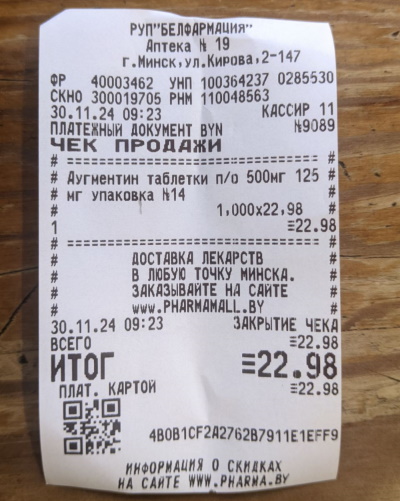 РУП"БЕЛФАРМАЦИЯ"
Аптека № 19
г.Минск,ул.Кирова,2-147
ФР 40003462 УНП 100364237 0285530
СКНО 300019705 РНМ 110048563
30.11.24 09:23 КАССИР 11
ПЛАТЕЖНЫЙ ДОКУМЕНТ BYN №9089
ЧЕК ПРОДАЖИ
# ============================== #
# Аугментин таблетки п/о 500мг 125 #
# мг упаковка №14 #
# 1,000x22,98 #
1 =22.98
# ============================== #
# ДОСТАВКА ЛЕКАРСТВ #
# В ЛЮБУЮ ТОЧКУ МИНСКА. #
# ЗАКАЗЫВАЙТЕ НА САЙТЕ #
# WWW.PHARMAMALL.BY #
30.11.24 09:23 ЗАКРЫТИЕ ЧЕКА
ВСЕГО =22.98
ИТОГ =22.98
ПЛАТ. КАРТОЙ =22.98
4B0B1CF2A2762B7911E1EFF9
ИНФОРМАЦИЯ О СКИДКАХ
НА САЙТЕ WWW.PHARMA.BY